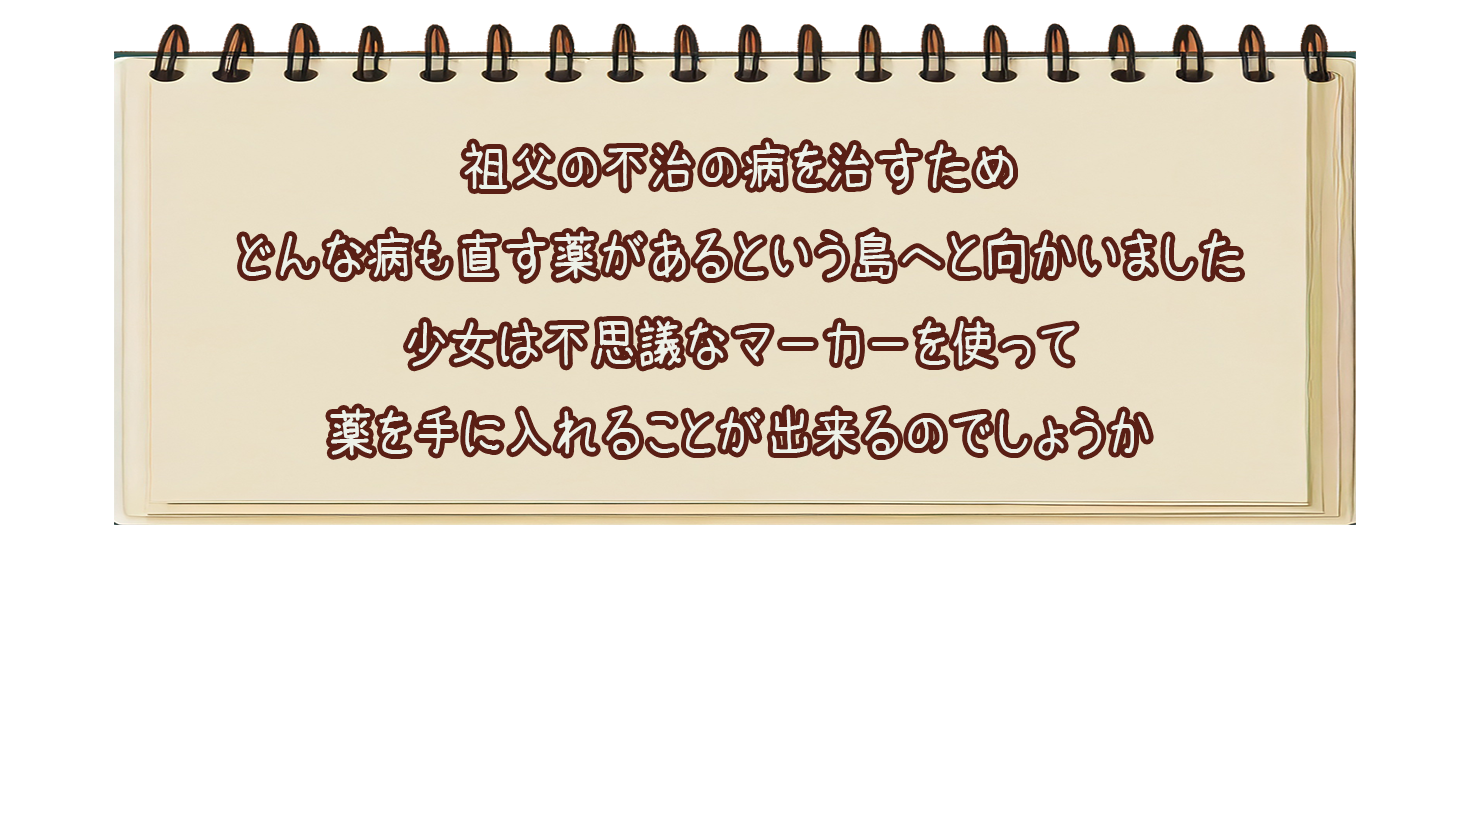 祖父の不治の病を治すため
どんな病も直す薬があるという島へと向かいました
少女は不思議なマーカーを使って
薬を手に入れることが出来るのでしょうか